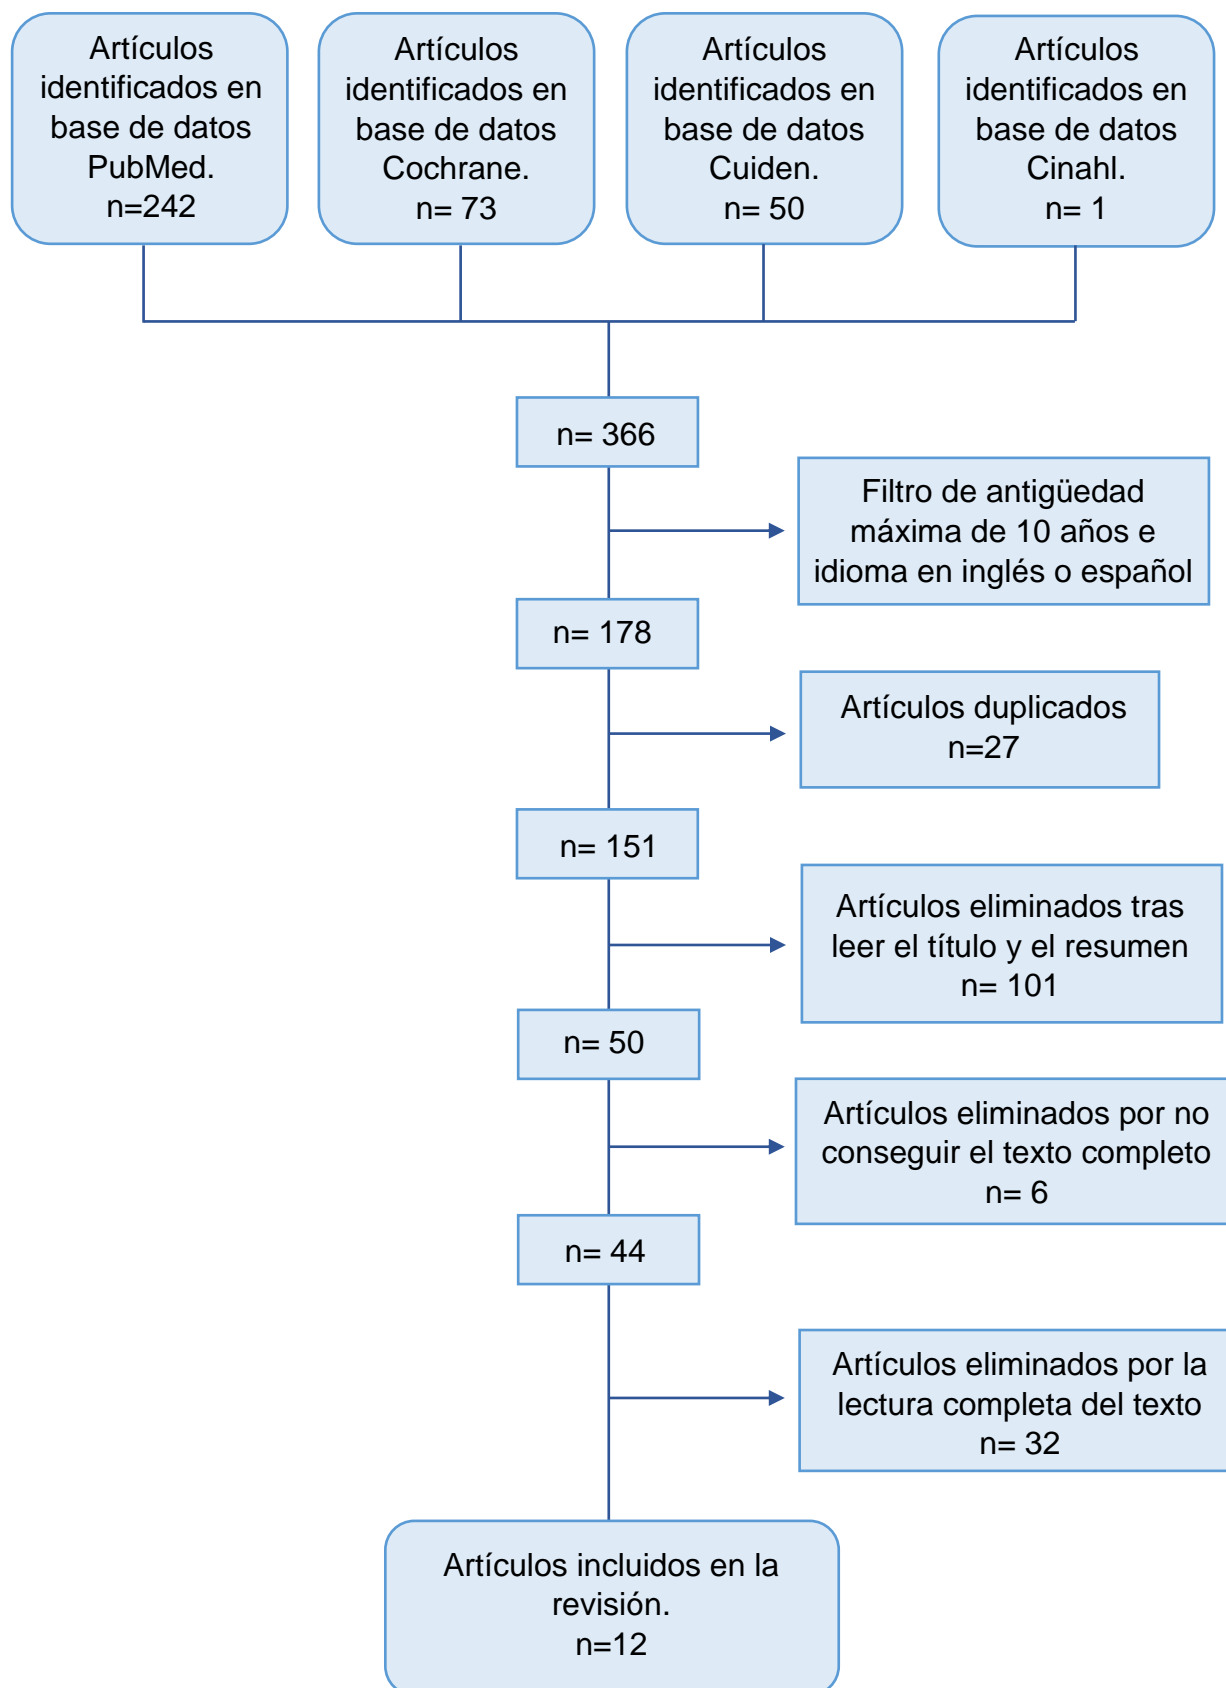 Artículos
identificados en
base de datos
PubMed.
n=242
Artículos
identificados en
base de datos
Cochrane.
n= 73
Artículos
identificados en
base de datos
Cuiden.
n= 50
Artículos
identificados en
base de datos
Cinahl.
n= 1
n= 366
Filtro de antigüedad
máxima de 10 años e
idioma en inglés o español
n= 178
Artículos duplicados
n=27
n= 151
Artículos eliminados tras
leer el título y el resumen
n= 101
n= 50
Artículos eliminados por no
conseguir el texto completo
n= 6
n= 44
Artículos eliminados por la
lectura completa del texto
n= 32
Artículos incluidos en la
revisión.
n=12